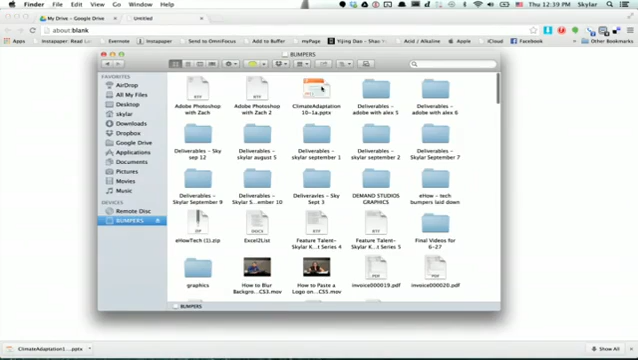 Finder File Edit View Go Window Help
Thu 12:39 PM Skylar
My Drive – Google Drive
Untitled
about:blank
Apps
Evernote
Instapaper
Send to OmniFocus
Add to Buffer
myPage
Acid / Alkaline
Apple
iCloud
Facebook
Other Bookmarks
BUMPERS
FAVORITES
AirDrop
All My Files
Desktop
skylar
Downloads
Dropbox
Google Drive
Applications
Documents
Pictures
Movies
Music
DEVICES
Remote Disc
BUMPERS
Adobe Photoshop
with Zach
Adobe Photoshop
with Zach 2
ClimateAdaptation
10-1a.pptx
Deliverables -
adobe with alex 5
Deliverables -
adobe with alex 6
Deliverables - Sky
sep 12
Deliverables -
skylar august 5
Deliverables -
skylar september 1
Deliverables -
skylar september 2
Deliverables -
Skylar September 7
Deliverables -
Skylar September 9
Deliverables -
Skylar S...ember 10
Deliveravles - Sky
Sept 3
DEMAND STUDIOS
GRAPHICS
eHow - tech
bumpers laid down
eHowTech (1).zip
Excel2List
Feature Talent-
Skylar K...t Series 4
Feature Talent-
Skylar K...t Series 5
Final Videos for
6-27
graphics
How to Blur
Backgro...CS3.mov
How to Paste a
Logo on...CS5.mov
invoice000019.pdf
invoice000020.pdf
BUMPERS
ClimateAdaptation1....pptx
Show All